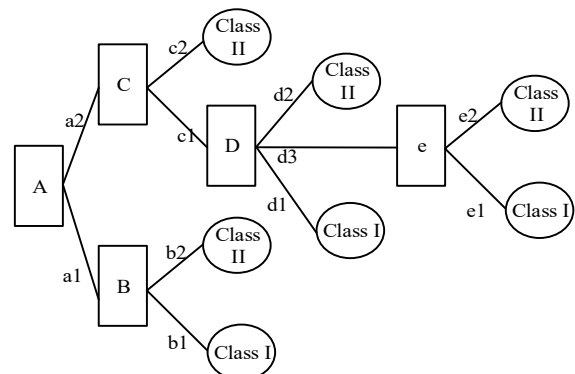 Class
II
c2
C
Class
II
Class
II
a2
d2
e2
c1
D
d3
e
A
d1
Class I
e1
Class I
Class
II
b2
a1
B
b1
Class I